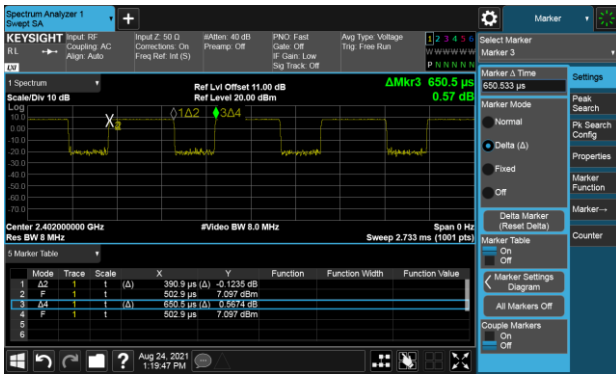 Spectrum Analyzer 1
Swept SA
+
Marker
KEYSIGHT
RL
LXI
Input: RF
Coupling: AC
Align: Auto
Input Z: 50 Ω
Corrections: On
Freq Ref: Int (S)
#Atten: 40 dB
Preamp: Off
PNO: Fast
Gate: Off
IF Gain: Low
Sig Track: Off
Avg Type: Voltage
Trig: Free Run
1 2 3 4 5 6
W W W W W W
P N N N N N
Select Marker
Marker 3
1 Spectrum
Scale/Div 10 dB
Log
Ref Lvl Offset 11.00 dB
Ref Level 20.00 dBm
ΔMkr3 650.5 µs
0.57 dB
10.0
0.00
-10.0
-20.0
-30.0
-40.0
-50.0
-60.0
-70.0
1Δ2
3Δ4
Center 2.402000000 GHz
Res BW 8 MHz
#Video BW 8.0 MHz
Span 0 Hz
Sweep 2.733 ms (1001 pts)
5 Marker Table
Mode Trace Scale X Y Function Function Width Function Value
1 Δ2 1 t (Δ) 390.9 µs (Δ) -0.1235 dB
2 F 1 t 502.9 µs 7.097 dBm
3 Δ4 1 t (Δ) 650.5 µs (Δ) 0.5674 dB
4 F 1 t 502.9 µs 7.097 dBm
5
6
Marker Δ Time
650.533 µs
Marker Mode
Normal
Delta (Δ)
Fixed
Off
Delta Marker
(Reset Delta)
Marker Table
On
Off
Marker Settings
Diagram
All Markers Off
Couple Markers
On
Off
Settings
Peak
Search
Pk Search
Config
Properties
Marker
Function
Marker→
Counter
?
Aug 24, 2021
1:19:47 PM